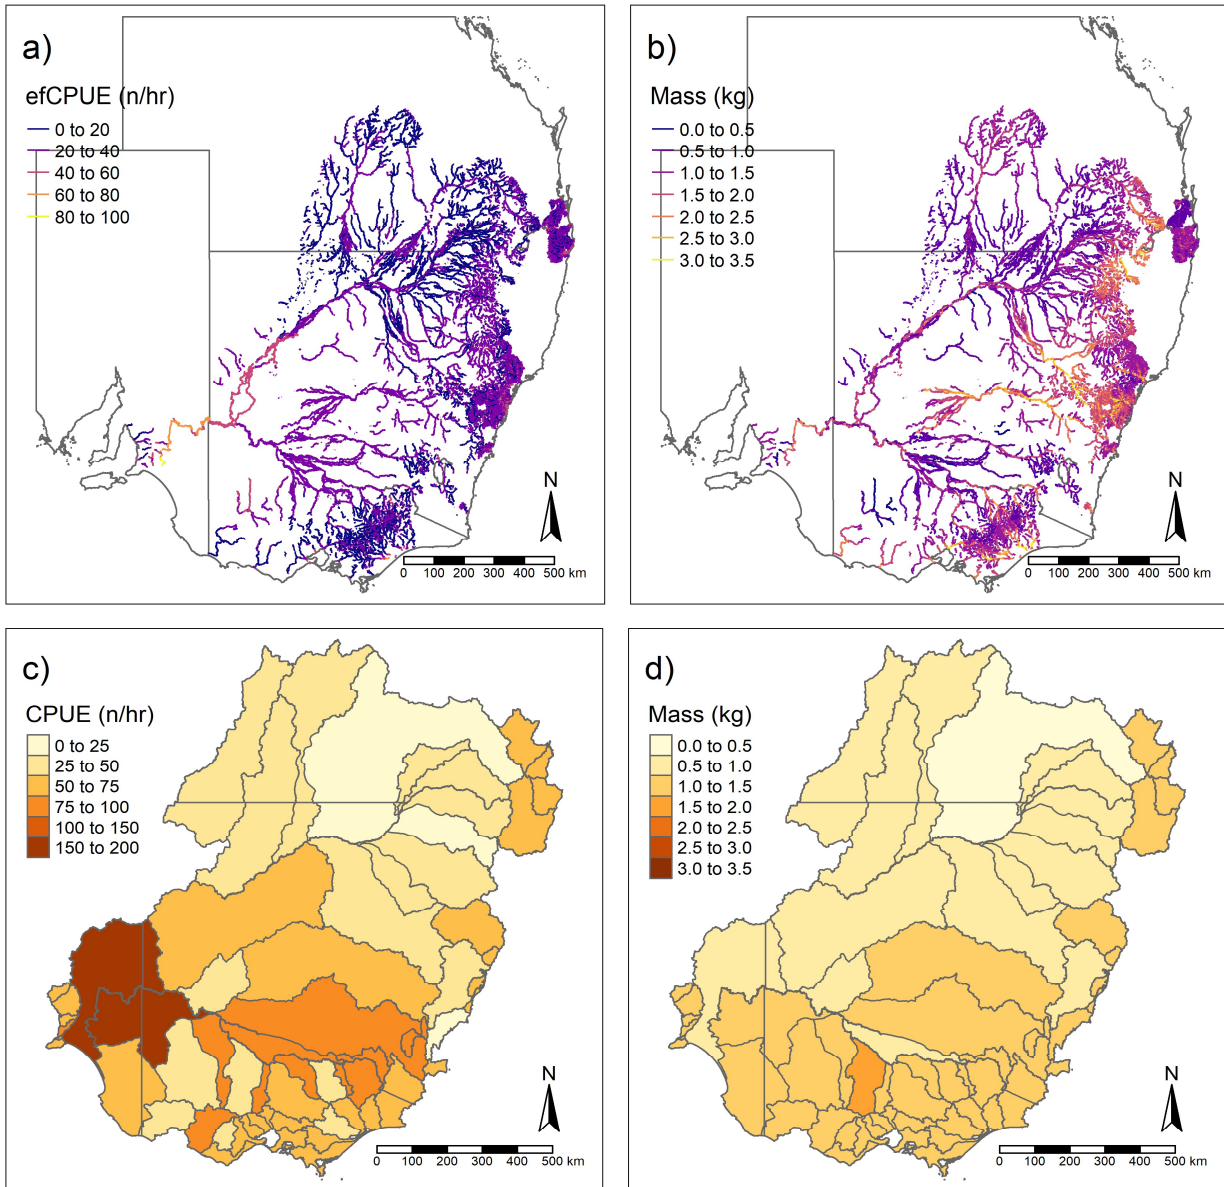 a)
efCPUE (n/hr)
0 to 20
20 to 40
40 to 60
60 to 80
80 to 100
N
0 100 200 300 400 500 km
b)
Mass (kg)
0.0 to 0.5
0.5 to 1.0
1.0 to 1.5
1.5 to 2.0
2.0 to 2.5
2.5 to 3.0
3.0 to 3.5
N
0 100 200 300 400 500 km
c)
CPUE (n/hr)
0 to 25
25 to 50
50 to 75
75 to 100
100 to 150
150 to 200
N
0 100 200 300 400 500 km
d)
Mass (kg)
0.0 to 0.5
0.5 to 1.0
1.0 to 1.5
1.5 to 2.0
2.0 to 2.5
2.5 to 3.0
3.0 to 3.5
N
0 100 200 300 400 500 km